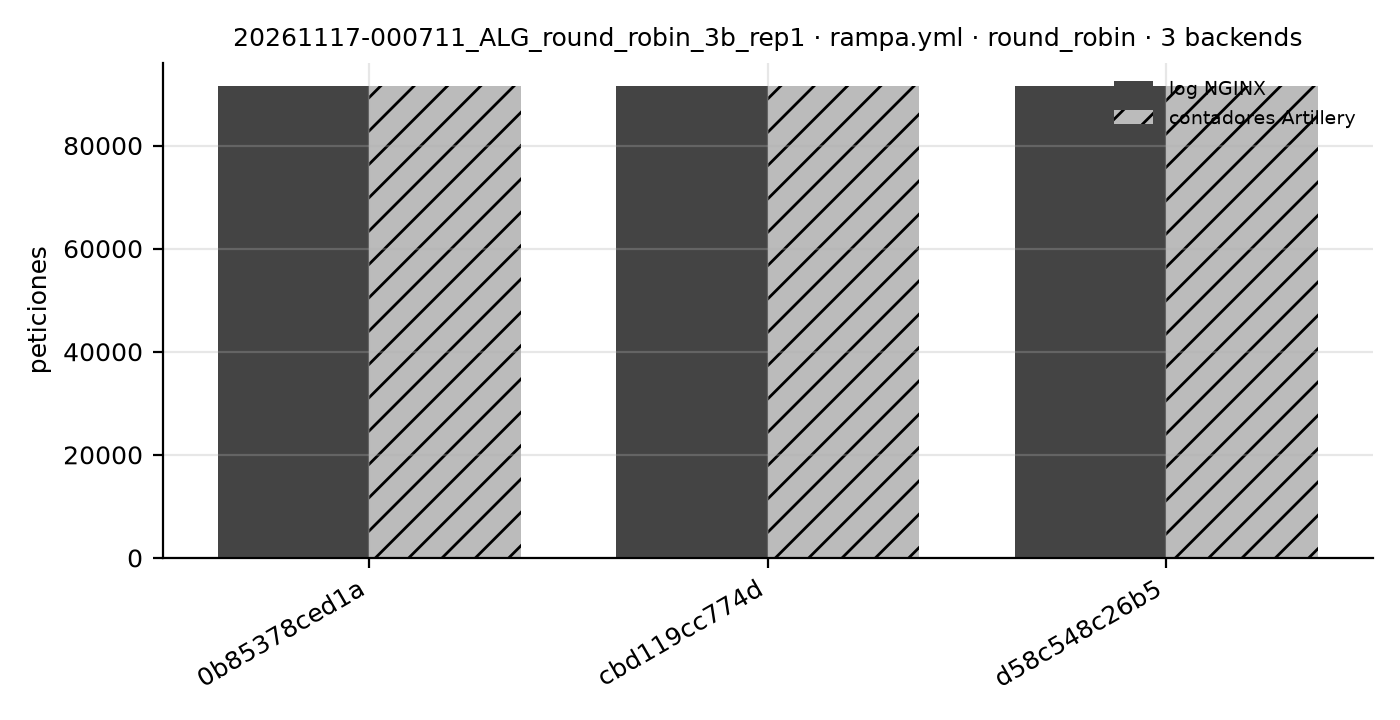 20261117-000711_ALG_round_robin_3b_rep1 · rampa.yml · round_robin · 3 backends
log NGINX
contadores Artillery
peticiones
80000
60000
40000
20000
0
0b85378ced1a
cbd119cc774d
d58c548c26b5